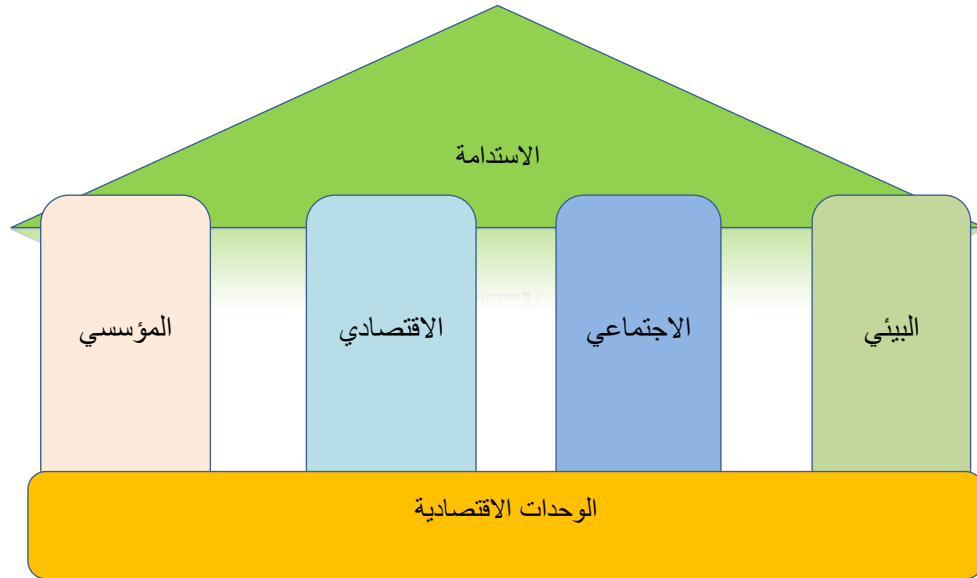 الاستدامة
البيئي
الاجتماعي
الاقتصادي
المؤسسي
الوحدات الاقتصادية